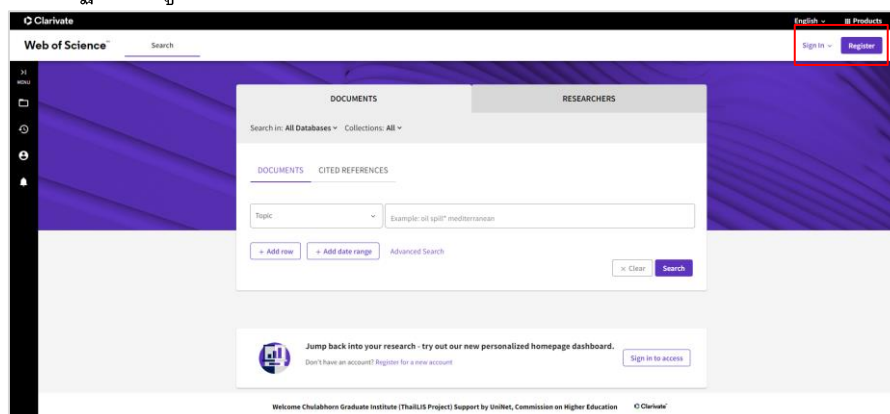 Clarivate
English
Products
Web of Science™
Search
Sign In
Register
MENU
DOCUMENTS
RESEARCHERS
Search in: All Databases Collections: All
DOCUMENTS
CITED REFERENCES
Topic
Example: oil spill* mediterranean
+ Add row
+ Add date range
Advanced Search
× Clear
Search
Jump back into your research - try out our new personalized homepage dashboard.
Don't have an account? Register for a new account
Sign in to access
Welcome Chulabhorn Graduate Institute (ThaiLIS Project) Support by UniNet, Commission on Higher Education
Clarivate